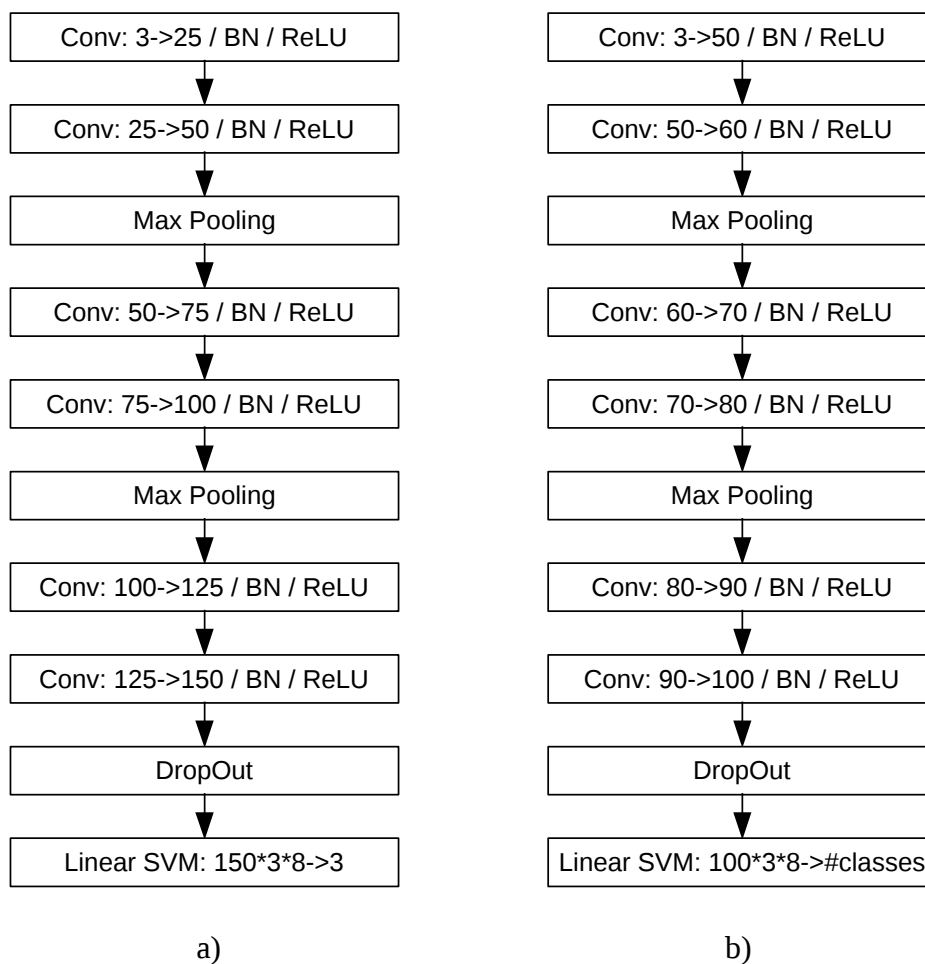 Conv: 3->25 / BN / ReLU
Conv: 25->50 / BN / ReLU
Max Pooling
Conv: 50->75 / BN / ReLU
Conv: 75->100 / BN / ReLU
Max Pooling
Conv: 100->125 / BN / ReLU
Conv: 125->150 / BN / ReLU
DropOut
Linear SVM: 150*3*8->3
a)
Conv: 3->50 / BN / ReLU
Conv: 50->60 / BN / ReLU
Max Pooling
Conv: 60->70 / BN / ReLU
Conv: 70->80 / BN / ReLU
Max Pooling
Conv: 80->90 / BN / ReLU
Conv: 90->100 / BN / ReLU
DropOut
Linear SVM: 100*3*8->#classes
b)